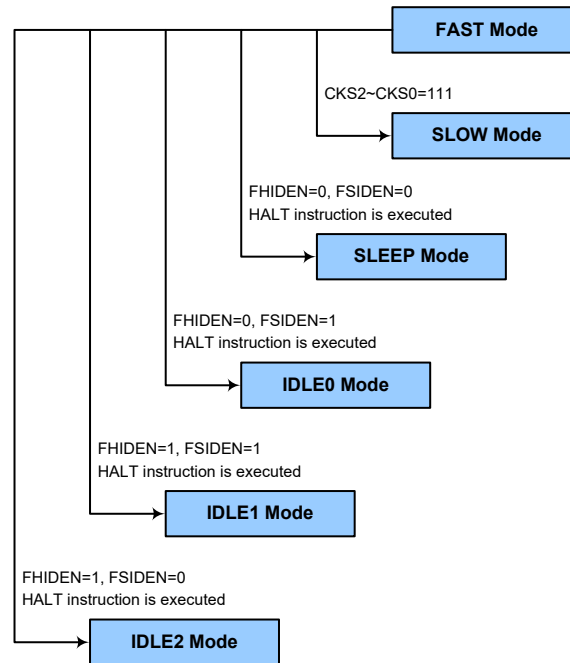 FAST Mode
CKS2~CKS0=111
SLOW Mode
FHIDEN=0, FSIDEN=0
HALT instruction is executed
SLEEP Mode
FHIDEN=0, FSIDEN=1
HALT instruction is executed
IDLE0 Mode
FHIDEN=1, FSIDEN=1
HALT instruction is executed
IDLE1 Mode
FHIDEN=1, FSIDEN=0
HALT instruction is executed
IDLE2 Mode